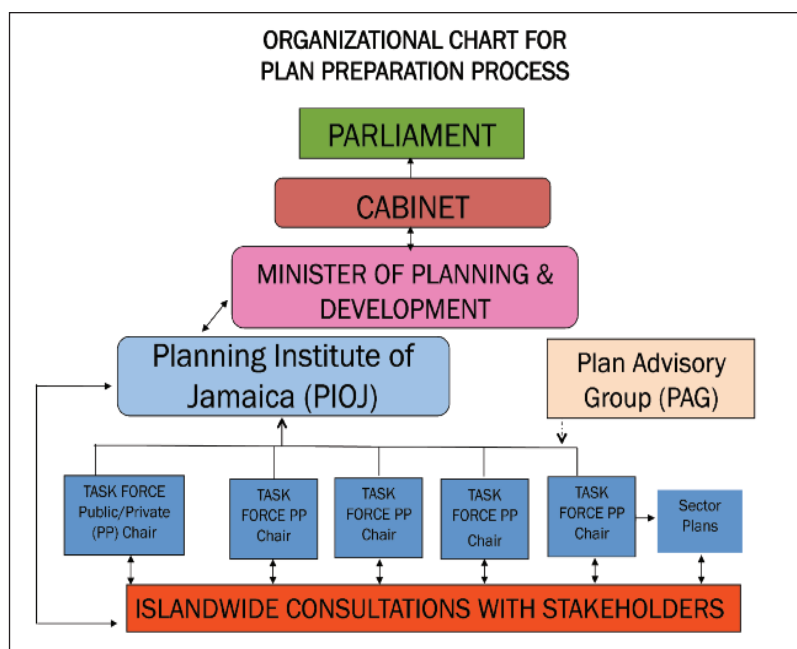 ORGANIZATIONAL CHART FOR
PLAN PREPARATION PROCESS
PARLIAMENT
CABINET
MINISTER OF PLANNING &
DEVELOPMENT
Planning Institute of
Jamaica (PIOJ)
Plan Advisory
Group (PAG)
TASK FORCE
Public/Private
(PP) Chair
TASK
FORCE PP
Chair
TASK
FORCE PP
Chair
TASK
FORCE PP
Chair
TASK
FORCE PP
Chair
Sector
Plans
ISLANDWIDE CONSULTATIONS WITH STAKEHOLDERS